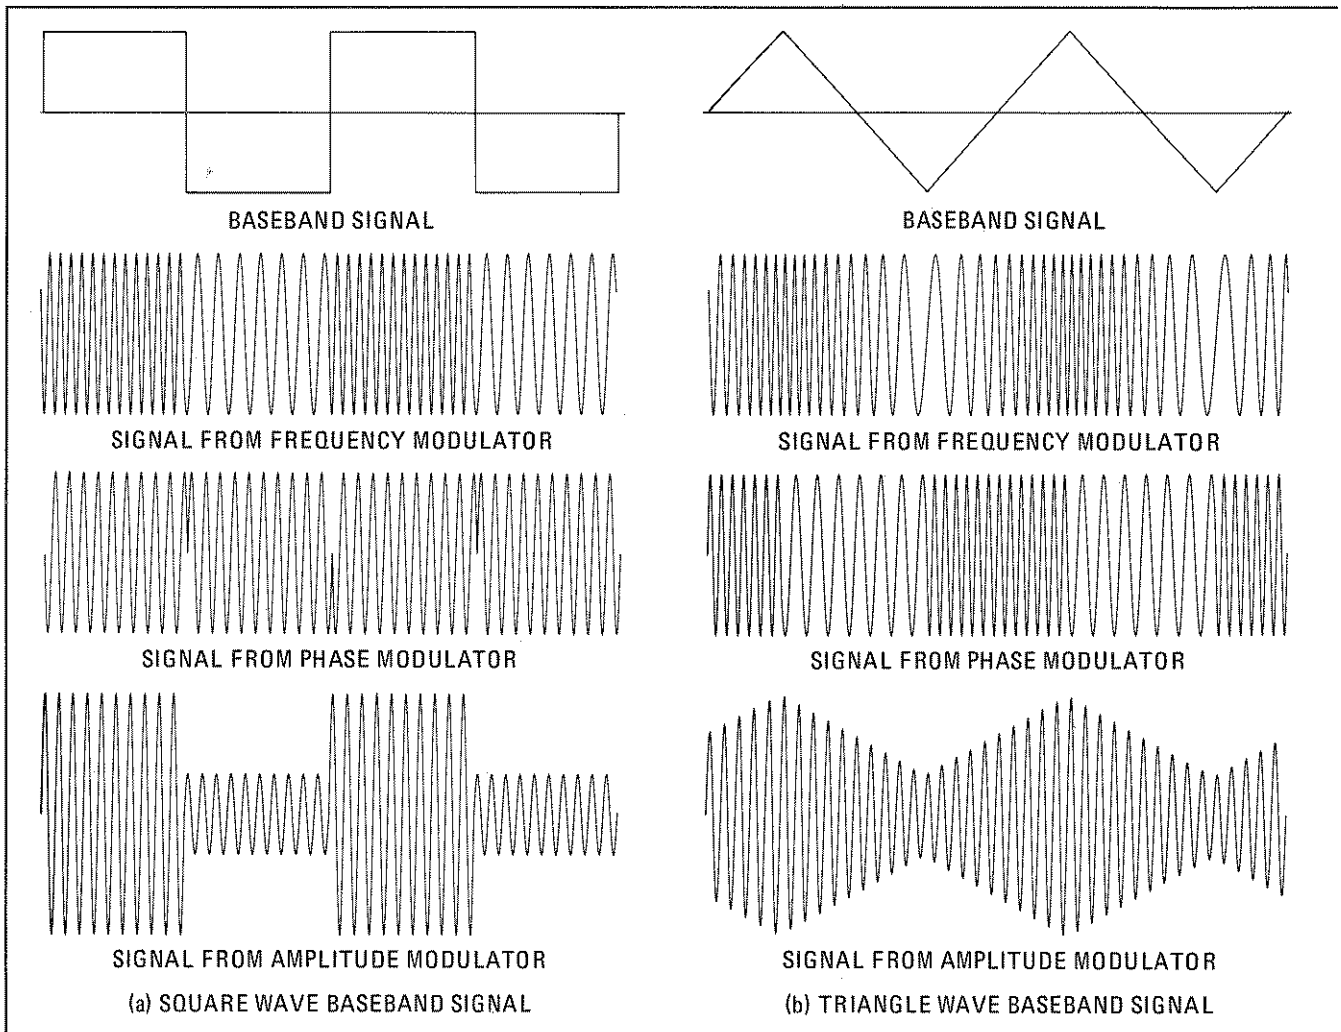 BASEBAND SIGNAL
SIGNAL FROM FREQUENCY MODULATOR
SIGNAL FROM PHASE MODULATOR
SIGNAL FROM AMPLITUDE MODULATOR
(a) SQUARE WAVE BASEBAND SIGNAL
BASEBAND SIGNAL
SIGNAL FROM FREQUENCY MODULATOR
SIGNAL FROM PHASE MODULATOR
SIGNAL FROM AMPLITUDE MODULATOR
(b) TRIANGLE WAVE BASEBAND SIGNAL